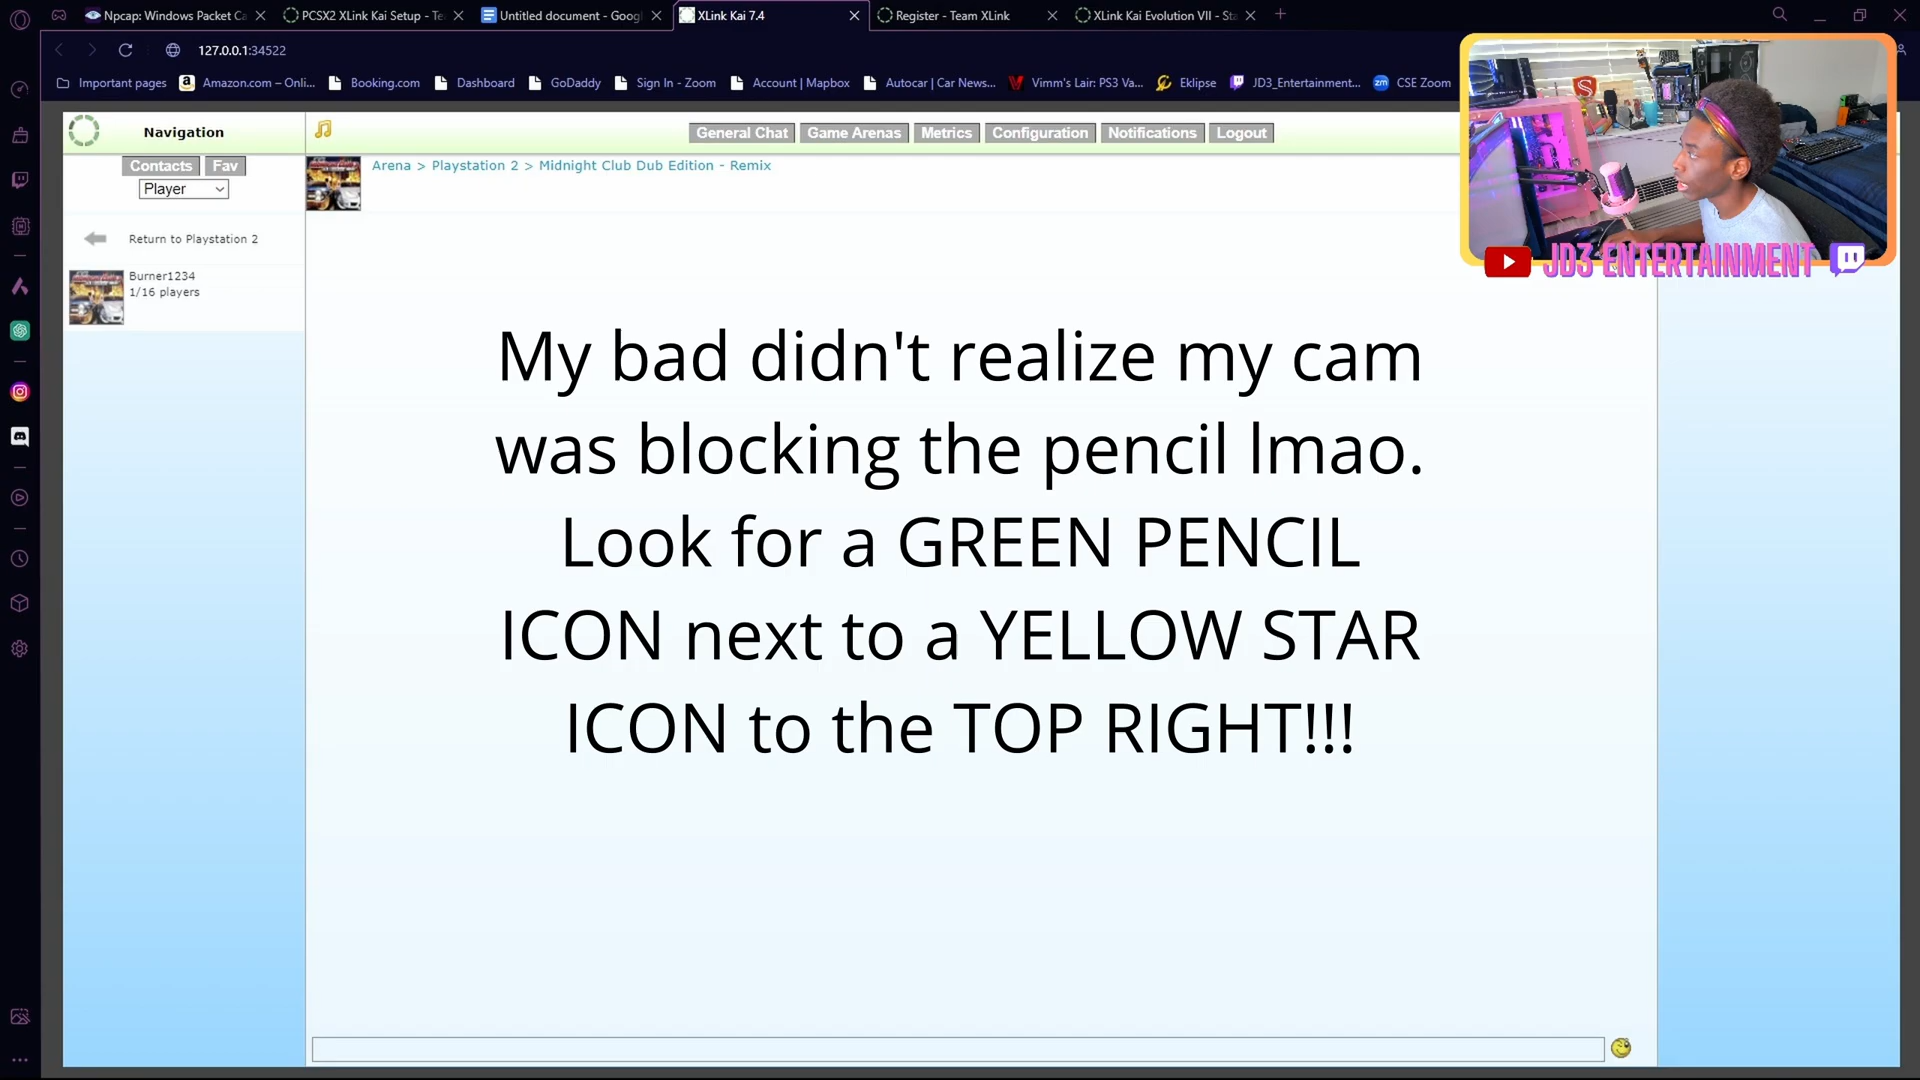 Npcap: Windows Packet Ca
PCSX2 XLink Kai Setup - Te
Untitled document - Googl
XLink Kai 7.4
Register - Team XLink
XLink Kai Evolution VII - Sta
127.0.0.1:34522
Important pages
Amazon.com – Onli...
Booking.com
Dashboard
GoDaddy
Sign In - Zoom
Account | Mapbox
Autocar | Car News...
Vimm's Lair: PS3 Va...
Eklipse
JD3_Entertainment...
zm
CSE Zoom
Navigation
General Chat
Game Arenas
Metrics
Configuration
Notifications
Logout
Contacts
Fav
Player
Arena > Playstation 2 > Midnight Club Dub Edition - Remix
Return to Playstation 2
Burner1234
1/16 players
JD3 ENTERTAINMENT
My bad didn't realize my cam
was blocking the pencil lmao.
Look for a GREEN PENCIL
ICON next to a YELLOW STAR
ICON to the TOP RIGHT!!!